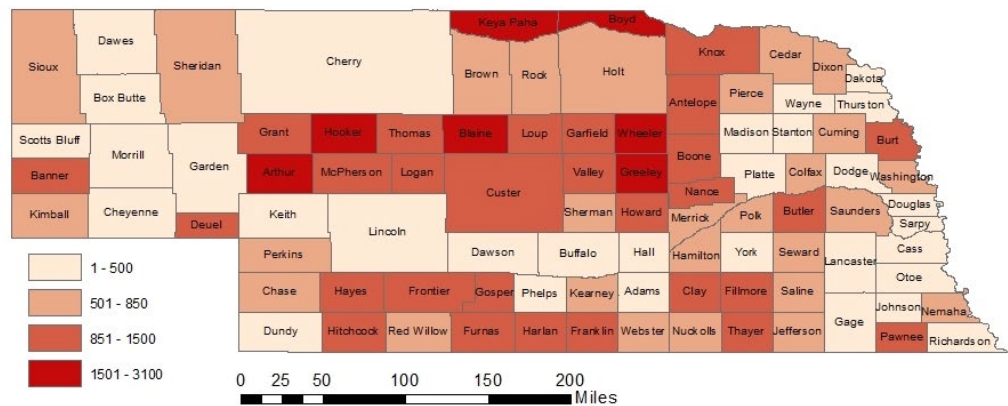 Keya Paha
Boyd
Dawes
Sioux
Sheridan
Cherry
Knox
Cedar
Dixon
Dakota
Brown
Rock
Holt
Box Butte
Antelope
Pierce
Wayne
Thurston
Scotts Bluff
Grant
Hooker
Thomas
Blaine
Loup
Garfield
Wheeler
Madison
Stanton
Cuming
Burt
Morrill
Garden
Banner
Arthur
McPherson
Logan
Custer
Valley
Greeley
Boone
Platte
Colfax
Dodge
Washington
Nance
Kimball
Cheyenne
Deuel
Keith
Lincoln
Sherman
Howard
Merrick
Polk
Butler
Saunders
Douglas
Sarpy
Perkins
Dawson
Buffalo
Hall
Hamilton
York
Seward
Lancaster
Cass
Otoe
Chase
Hayes
Frontier
Gosper
Phelps
Kearney
Adams
Clay
Fillmore
Saline
Gage
Johnson
Nemaha
Dundy
Hitchcock
Red Willow
Furnas
Harlan
Franklin
Webster
Nuckolls
Thayer
Jefferson
Pawnee
Richardson
1 - 500
501 - 850
851 - 1500
1501 - 3100
0 25 50 100 150 200
Miles